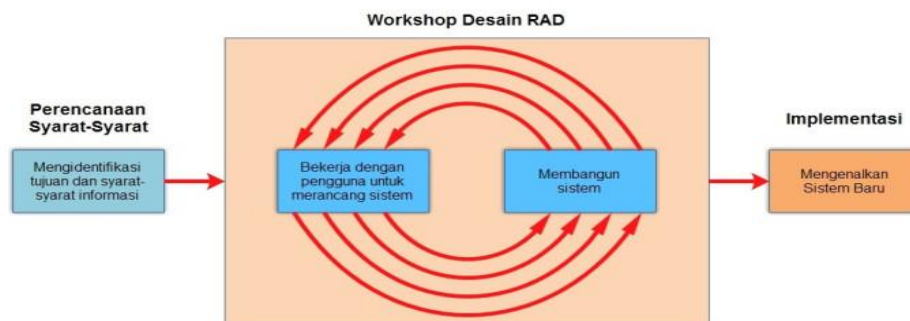 Workshop Desain RAD
Perencanaan
Syarat-Syarat
Mengidentifikasi
tujuan dan syarat-
syarat informasi
Bekerja dengan
pengguna untuk
merancang sistem
Membangun
sistem
Implementasi
Mengenalkan
Sistem Baru